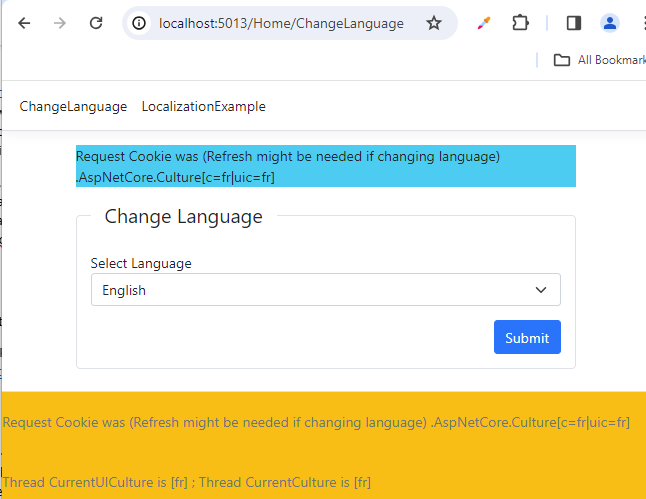 localhost:5013/Home/ChangeLanguage
All Bookmark
ChangeLanguage LocalizationExample
Request Cookie was (Refresh might be needed if changing language)
.AspNetCore.Culture[c=fr|uic=fr]
Change Language
Select Language
English
Submit
Request Cookie was (Refresh might be needed if changing language) .AspNetCore.Culture[c=fr|uic=fr]
Thread CurrentUICulture is [fr] ; Thread CurrentCulture is [fr]